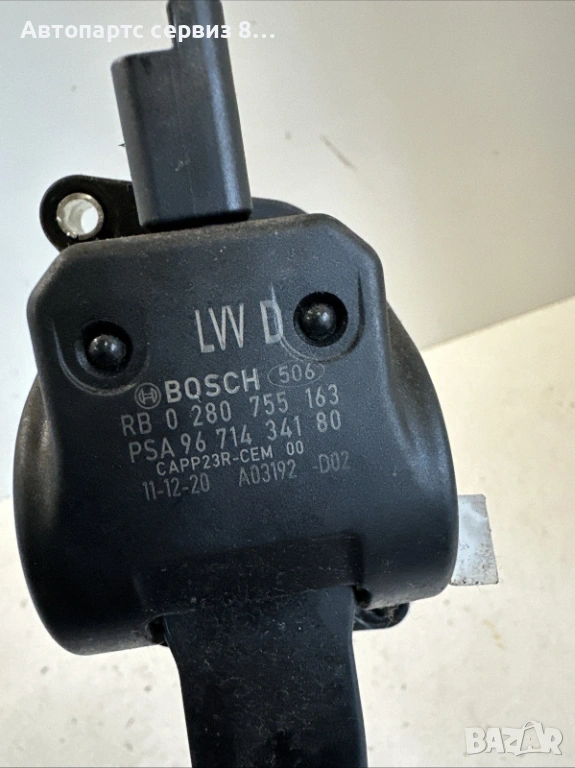 Автопартс сервиз 8...
LW D
BOSCH 506
RB 0 280 755 163
PSA 96 714 341 80
CAPP23R-CEM 00
11-12-20 A03192 -D02
BAZAR